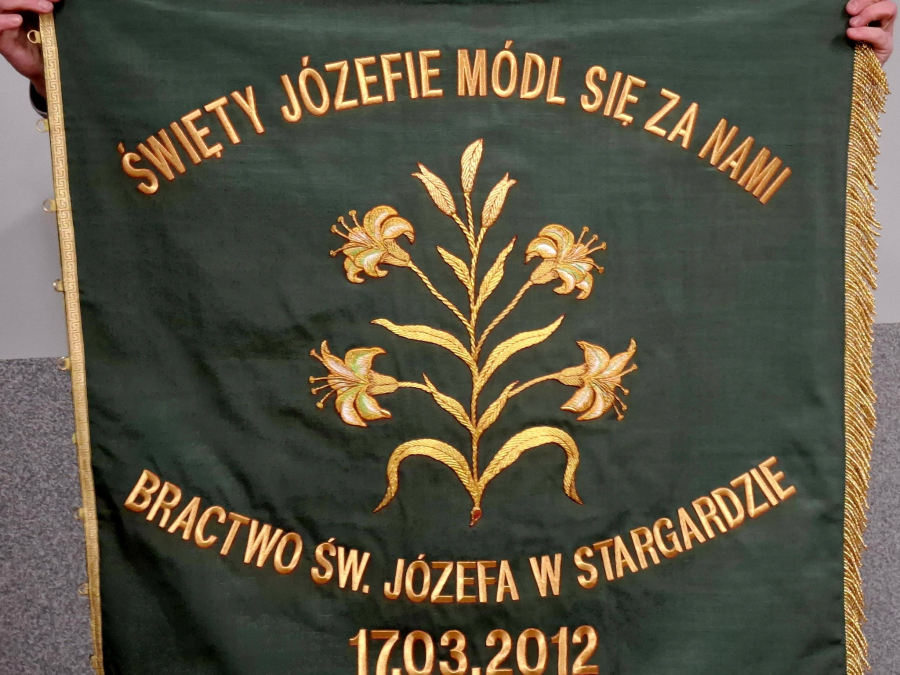 ŚWIĘTY JÓZEFIE MÓDL SIĘ ZA NAMI
BRACTWO ŚW. JÓZEFA W STARGARDZIE
17.03.2012